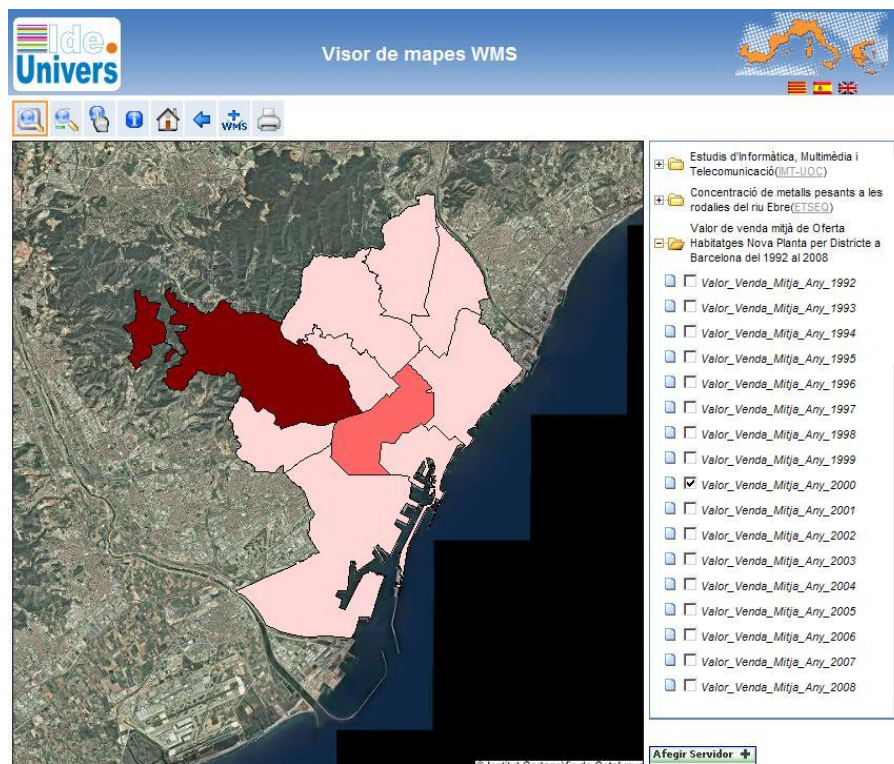 Ide.
Univers
Visor de mapes WMS
WMS
Estudis d'Informàtica, Multimèdia i
Telecomunicació(IMT-UOC)
Concentració de metalls pesants a les
rodalies del riu Ebre(ETSEQ)
Valor de venda mitjà de Oferta
Habitatges Nova Planta per Districte a
Barcelona del 1992 al 2008
Valor_Venda_Mitja_Any_1992
Valor_Venda_Mitja_Any_1993
Valor_Venda_Mitja_Any_1994
Valor_Venda_Mitja_Any_1995
Valor_Venda_Mitja_Any_1996
Valor_Venda_Mitja_Any_1997
Valor_Venda_Mitja_Any_1998
Valor_Venda_Mitja_Any_1999
Valor_Venda_Mitja_Any_2000
Valor_Venda_Mitja_Any_2001
Valor_Venda_Mitja_Any_2002
Valor_Venda_Mitja_Any_2003
Valor_Venda_Mitja_Any_2004
Valor_Venda_Mitja_Any_2005
Valor_Venda_Mitja_Any_2006
Valor_Venda_Mitja_Any_2007
Valor_Venda_Mitja_Any_2008
Afegir Servidor